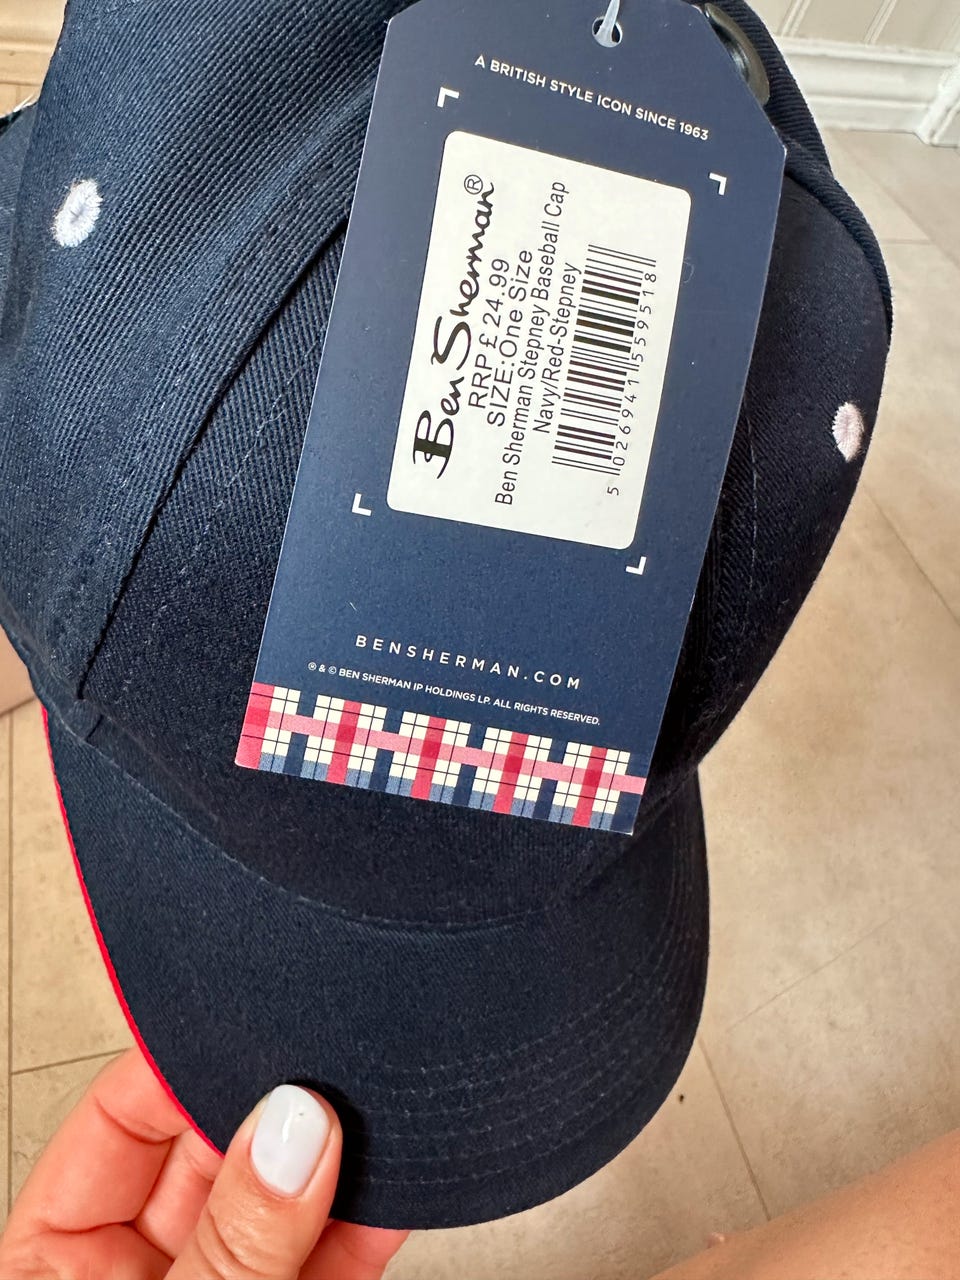 A BRITISH STYLE ICON SINCE 1963
Ben Sherman®
RRP £ 24.99
SIZE: One Size
Ben Sherman Stepney Baseball Cap
Navy/Red-Stepney
5 026941 559518
BENSHERMAN.COM
® & © BEN SHERMAN IP HOLDINGS LP. ALL RIGHTS RESERVED.